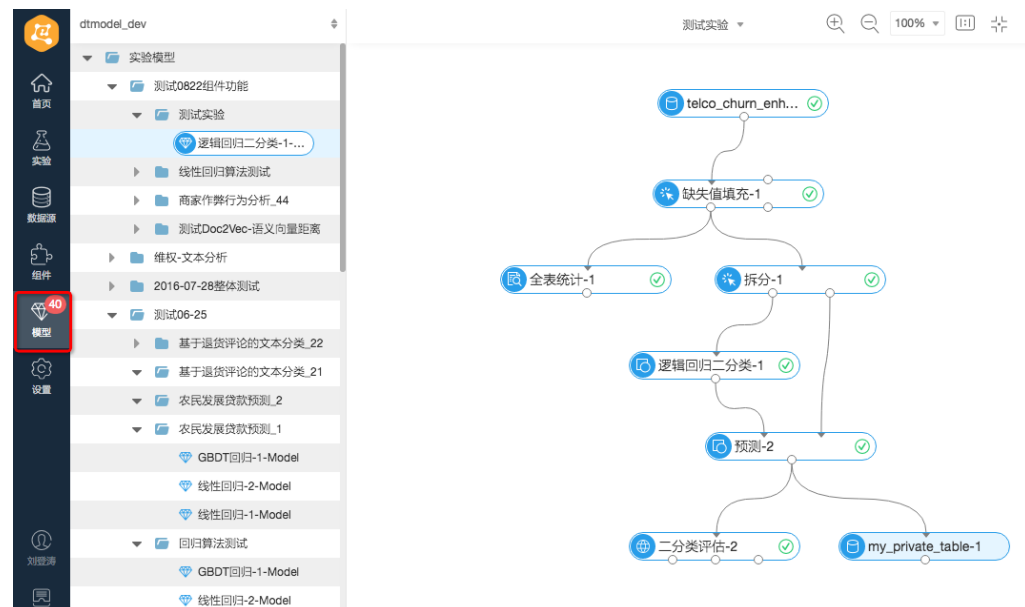 dtmodel_dev
测试实验
100%
首页
实验
数据源
组件
40
模型
设置
刘登涛
实验模型
测试0822组件功能
测试实验
逻辑回归二分类-1-...
线性回归算法测试
商家作弊行为分析_44
测试Doc2Vec-语义向量距离
维权-文本分析
2016-07-28整体测试
测试06-25
基于退货评论的文本分类_22
基于退货评论的文本分类_21
农民发展贷款预测_2
农民发展贷款预测_1
GBDT回归-1-Model
线性回归-2-Model
线性回归-1-Model
回归算法测试
GBDT回归-1-Model
线性回归-2-Model
telco_churn_enh...
缺失值填充-1
全表统计-1
拆分-1
逻辑回归二分类-1
预测-2
二分类评估-2
my_private_table-1